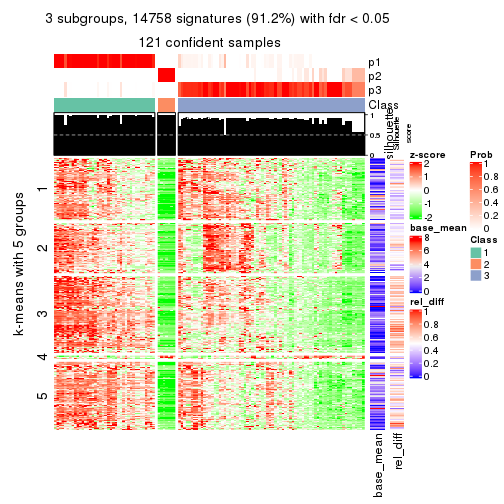 3 subgroups, 14758 signatures (91.2%) with fdr < 0.05
121 confident samples
p1
p2
p3
Class
1
0.5
0
silhouette
Silhouette
score
k-means with 5 groups
1
2
3
4
5
base_mean
rel_diff
z-score
2
1
0
-1
-2
base_mean
8
6
4
2
0
rel_diff
1
0.8
0.6
0.4
0.2
0
Prob
1
0.8
0.6
0.4
0.2
0
Class
1
2
3